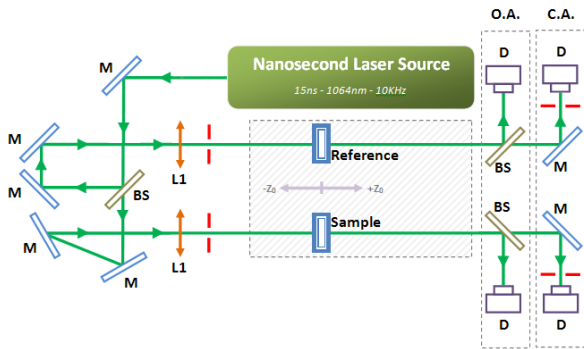 O.A. C.A.
D D
M
Nanosecond Laser Source
15ns - 1064nm - 10KHz
M
L1
Reference
BS
M
M
BS
-Z₀ +Z₀
BS
M
Sample
M
L1
M
D D